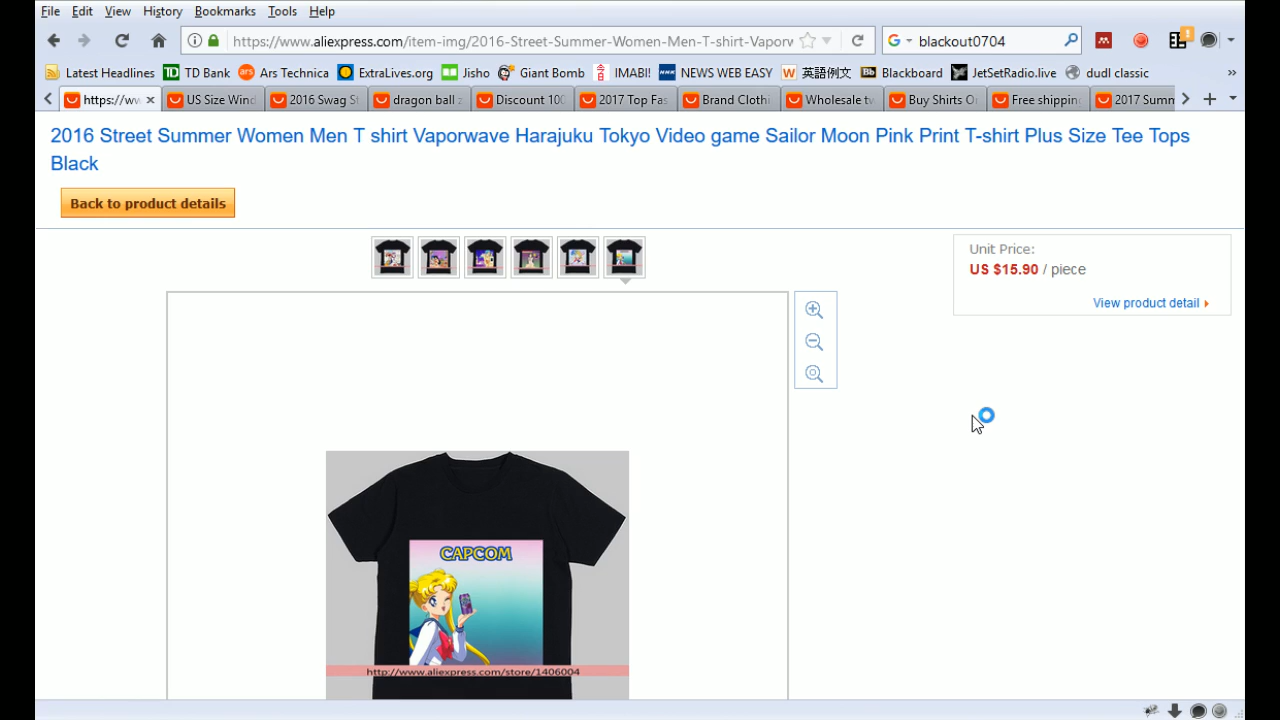 File Edit View History Bookmarks Tools Help
https://www.aliexpress.com/item-img/2016-Street-Summer-Women-Men-T-shirt-Vaporw
blackout0704
1
Latest Headlines TD Bank Ars Technica ExtraLives.org Jisho Giant Bomb IMABI! NEWS WEB EASY 英語例文 Blackboard JetSetRadio.live dudl classic
https://ww US Size Wind 2016 Swag St dragon ball z Discount 100 2017 Top Fas Brand Clothi Wholesale tv Buy Shirts O Free shipping 2017 Summ
2016 Street Summer Women Men T shirt Vaporwave Harajuku Tokyo Video game Sailor Moon Pink Print T-shirt Plus Size Tee Tops
Black
Back to product details
Unit Price:
US $15.90 / piece
View product detail
CAPCOM
http://www.aliexpress.com/store/1406004